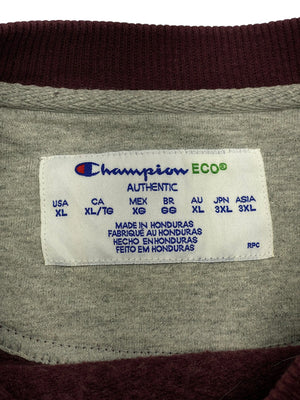 Champion ECO®
AUTHENTIC
USA CA MEX BR AU JPN ASIA
XL XL/TG XG GG XL 3XL 3XL
MADE IN HONDURAS
FABRIQUÉ AU HONDURAS
HECHO EN HONDURAS
FEITO EM HONDURAS
RPC